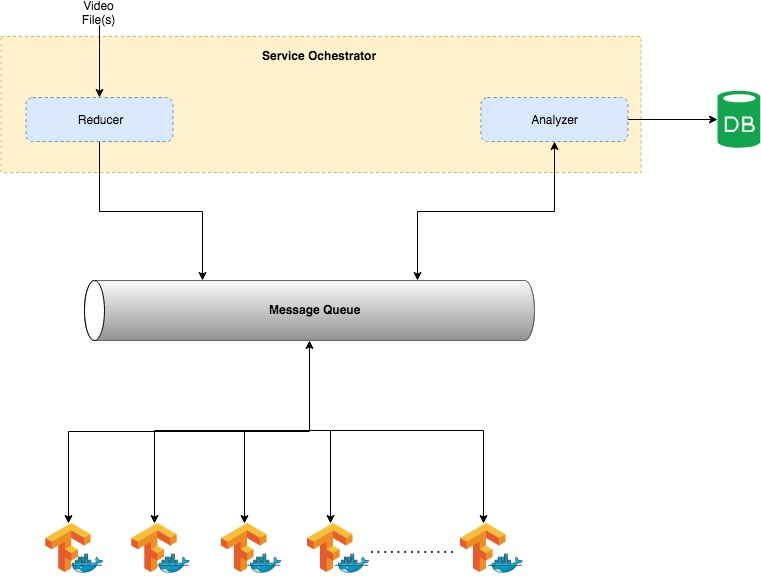 Video
File(s)
Service Ochestrator
Reducer
Analyzer
DB
Message Queue